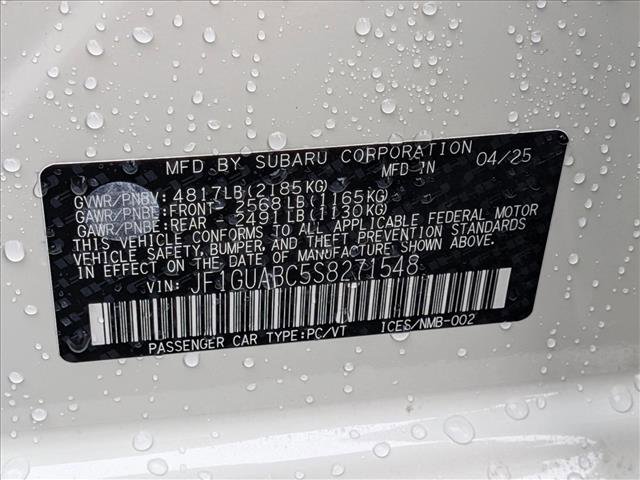 MFD BY SUBARU CORPORATION
MFD IN 04/25
GVWR/PNBV: 4817LB(2185KG)
GAWR/PNBE:FRONT- 2568LB(1165KG)
GAWR/PNBE:REAR - 2491LB(1130KG)
THIS VEHICLE CONFORMS TO ALL APPLICABLE FEDERAL MOTOR
VEHICLE SAFETY, BUMPER, AND THEFT PREVENTION STANDARDS
IN EFFECT ON THE DATE OF MANUFACTURE SHOWN ABOVE.
VIN: JF1GUABC5S8271548
PASSENGER CAR TYPE:PC/VT ICES/NMB-002